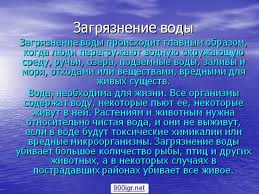 Загрязнение воды
Загрязнение воды происходит главным образом,
когда люди перегружают водную окружающую
среду, ручьи, озера, подземные воды, заливы и
моря, отходами или веществами, вредными для
живых существ.
Вода, необходима для жизни. Все организмы
содержат воду, некоторые пьют ее, некоторые
живут в ней. Растениям и животным нужна
относительно чистая вода, и они не выживут,
если в воде будут токсические химикалии или
вредные микроорганизмы. Загрязнение воды
убивает большое количество рыбы, птиц и других
животных, а в некоторых случаях в
пострадавших районах убивает все живое.
900igr.net